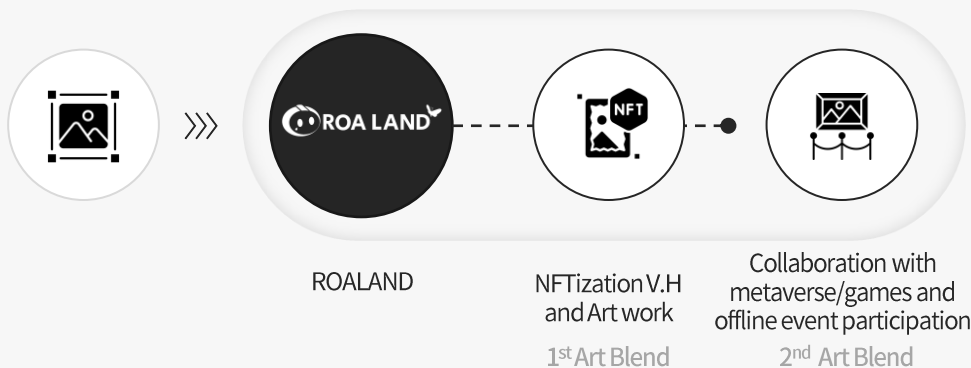 ROA LAND
NFT
ROALAND
NFTization V.H
and Art work
1st Art Blend
Collaboration with
metaverse/games and
offline event participation
2nd Art Blend